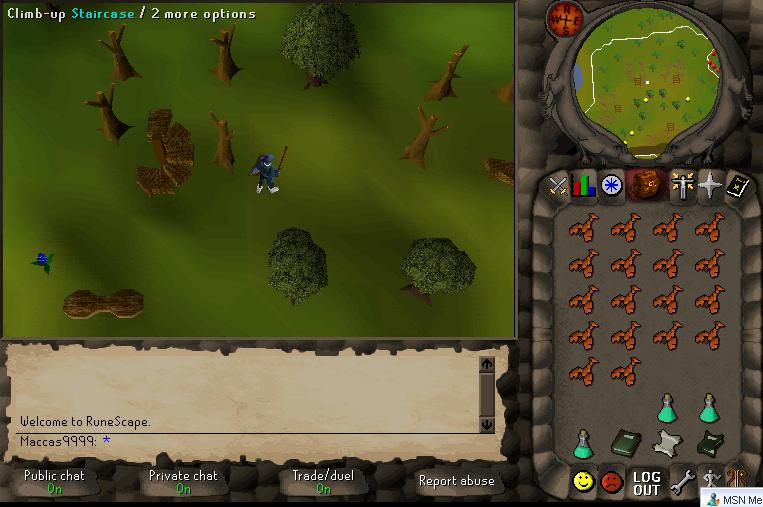 Climb-up Staircase / 2 more options
N
W E
S
Welcome to RuneScape.
Maccas9999: *
Public chat
On
Private chat
On
Trade/duel
On
Report abuse
LOG
OUT
MSN Me